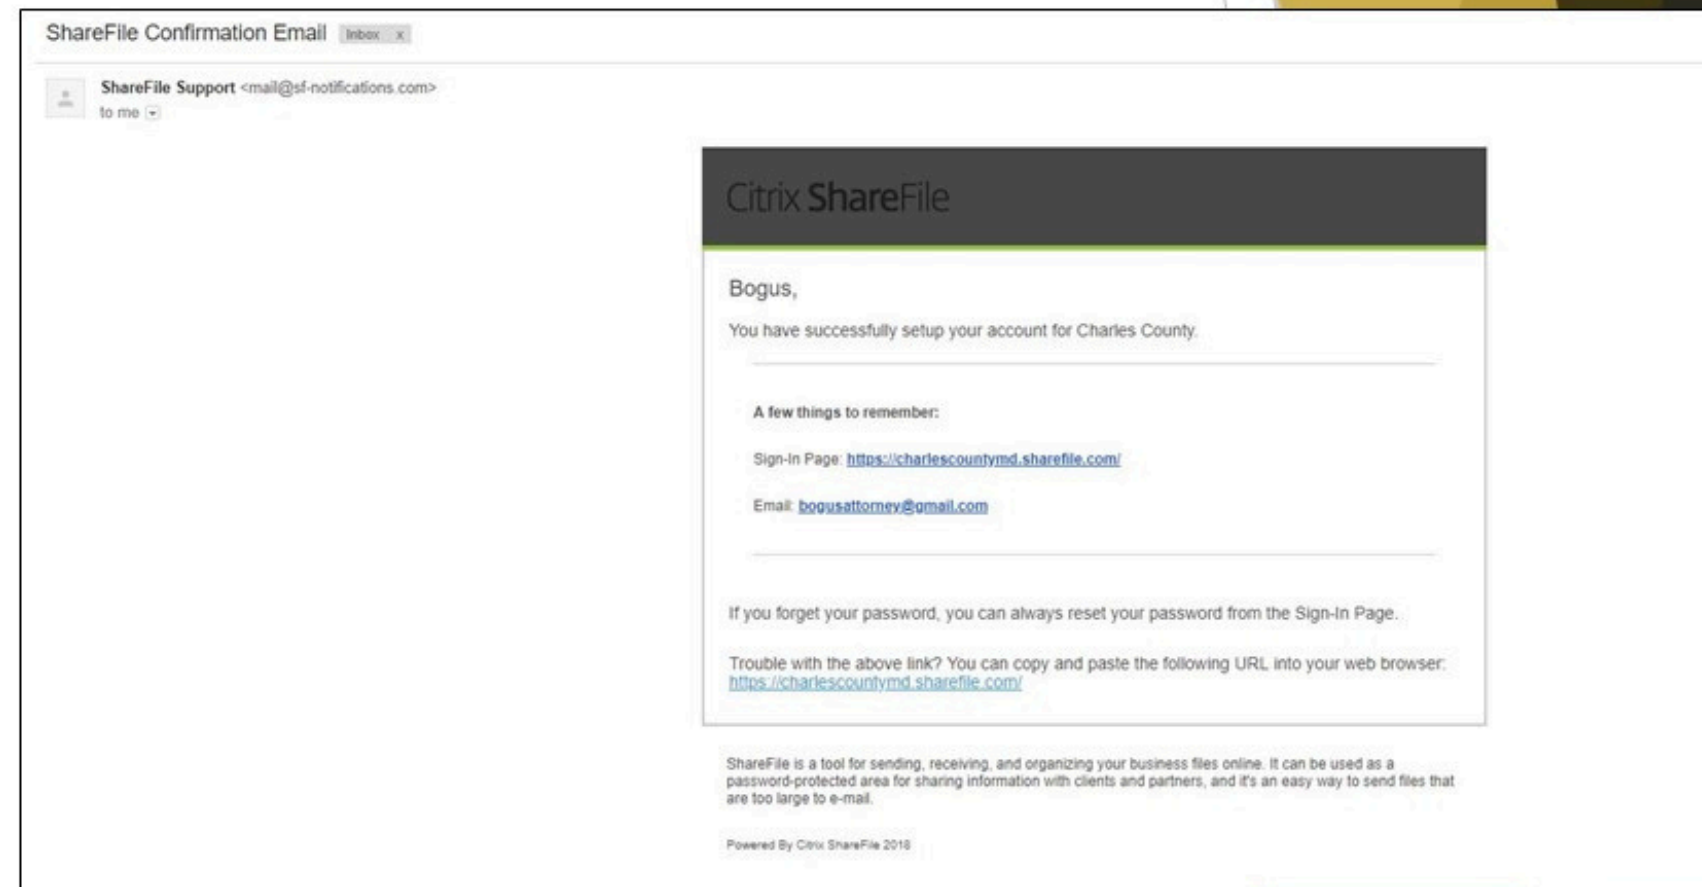 ShareFile Confirmation Email Inbox x
ShareFile Support <mail@sf-notifications.com>
to me
Citrix ShareFile
Bogus,
You have successfully setup your account for Charles County.
A few things to remember:
Sign-In Page: https://charlescountymd.sharefile.com/
Email: bogusattorney@gmail.com
If you forget your password, you can always reset your password from the Sign-In Page.
Trouble with the above link? You can copy and paste the following URL into your web browser:
https://charlescountymd.sharefile.com/
ShareFile is a tool for sending, receiving, and organizing your business files online. It can be used as a
password-protected area for sharing information with clients and partners, and it's an easy way to send files that
are too large to e-mail.
Powered By Citrix ShareFile 2018